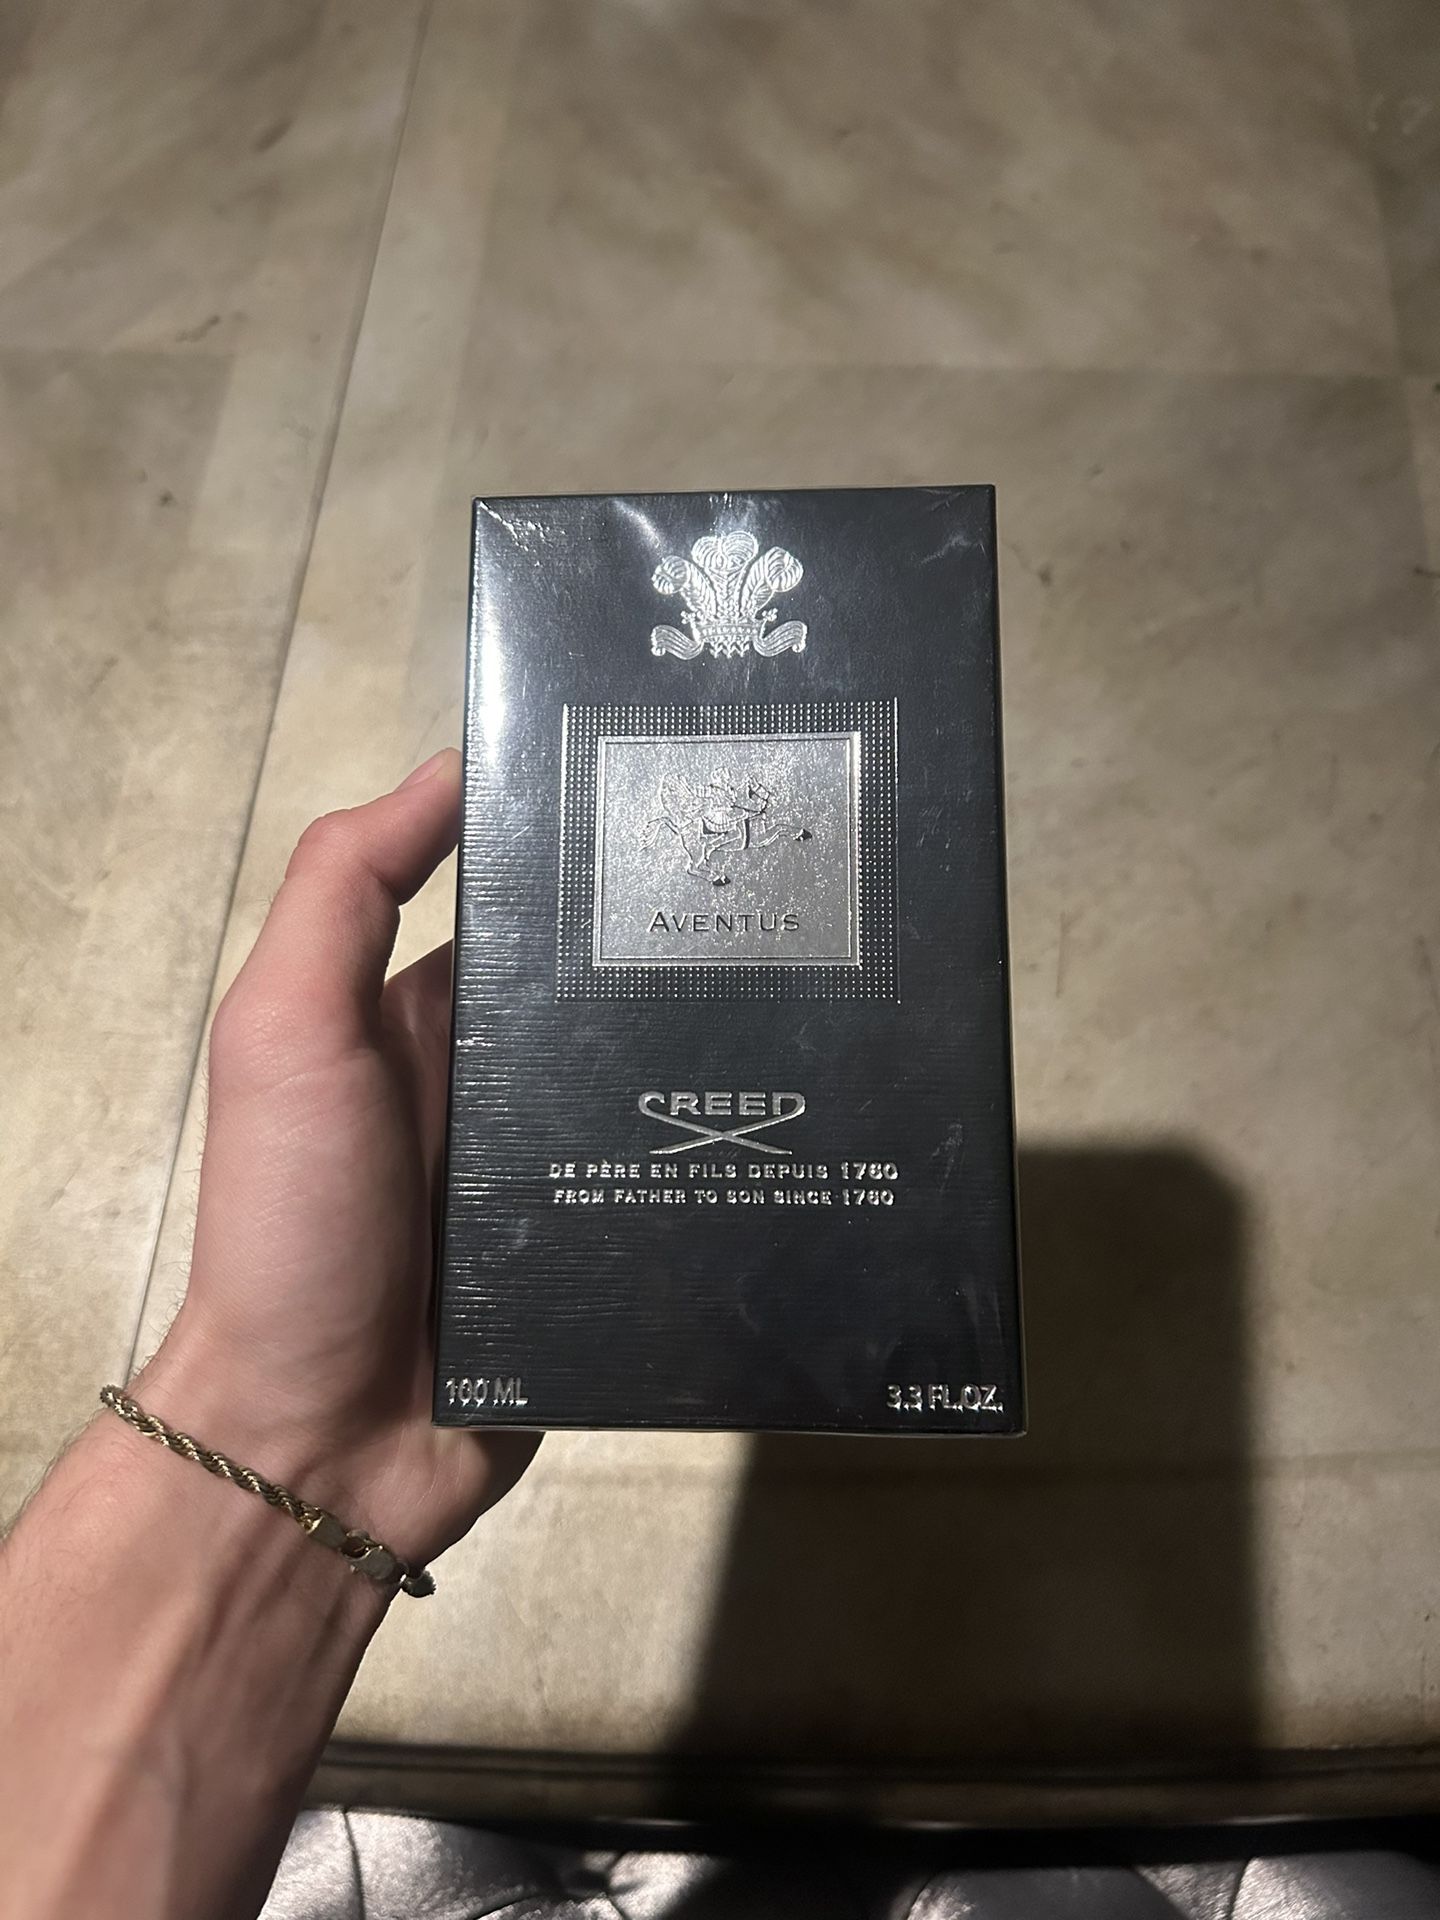 AVENTUS
CREED
DE PÈRE EN FILS DEPUIS 1760
FROM FATHER TO SON SINCE 1760
100 ML
3.3 FL.OZ.